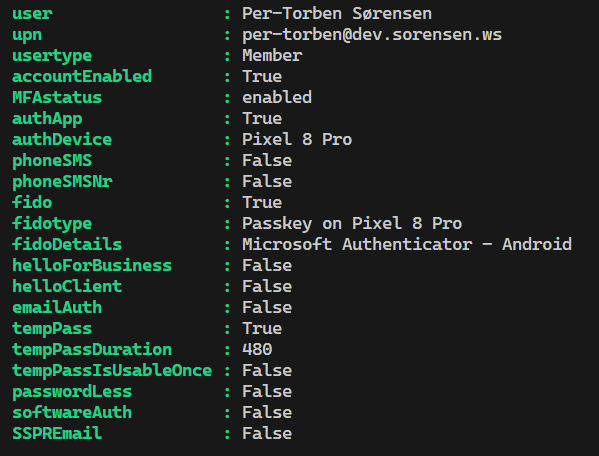 user : Per-Torben Sørensen
upn : per-torben@dev.sorensen.ws
usertype : Member
accountEnabled : True
MFAstatus : enabled
authApp : True
authDevice : Pixel 8 Pro
phoneSMS : False
phoneSMSNr : False
fido : True
fidotype : Passkey on Pixel 8 Pro
fidoDetails : Microsoft Authenticator - Android
helloForBusiness : False
helloClient : False
emailAuth : False
tempPass : True
tempPassDuration : 480
tempPassIsUsableOnce : False
passwordLess : False
softwareAuth : False
SSPREmail : False